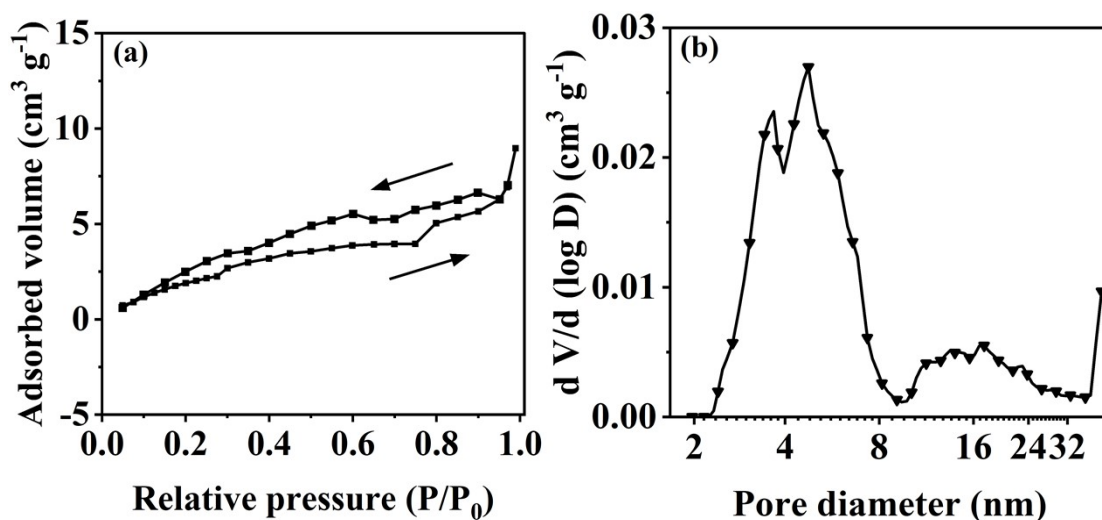 (a)
Adsorbed volume (cm³ g⁻¹)
15
10
5
0
-5
0.0 0.2 0.4 0.6 0.8 1.0
Relative pressure (P/P₀)
(b)
d V/d (log D) (cm³ g⁻¹)
0.03
0.02
0.01
0.00
2 4 8 16 24 32
Pore diameter (nm)